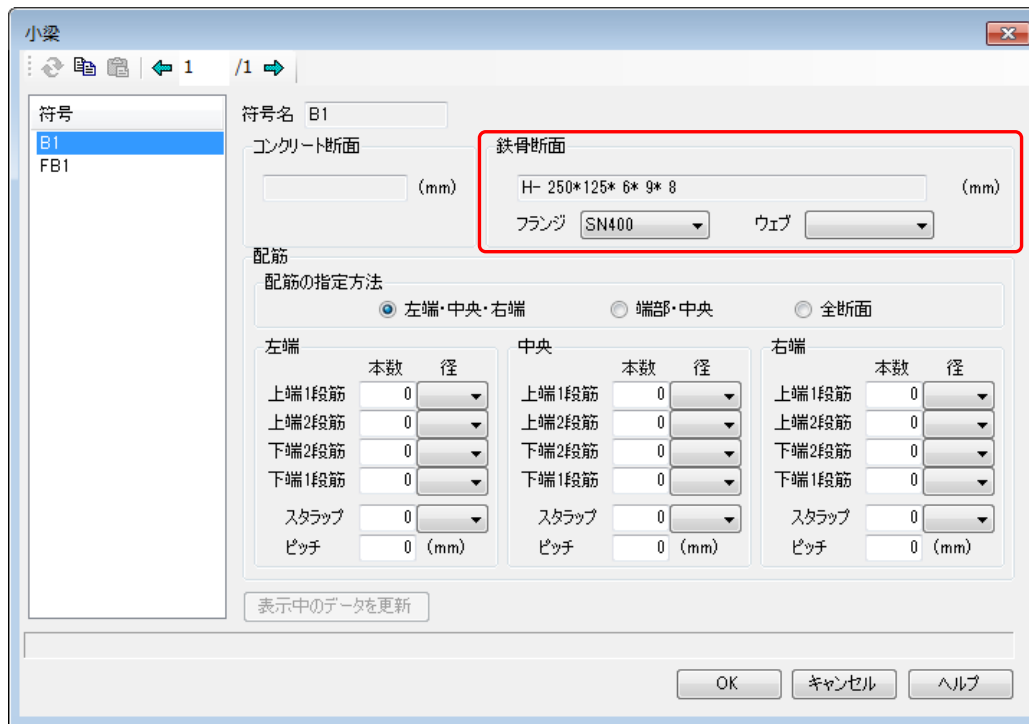 小梁
1 /1
符号
B1
FB1
符号名 B1
コンクリート断面
(mm)
鉄骨断面
H- 250*125* 6* 9* 8 (mm)
フランジ SN400 ウェブ
配筋
配筋の指定方法
左端・中央・右端 端部・中央 全断面
左端
本数 径
上端1段筋 0
上端2段筋 0
下端2段筋 0
下端1段筋 0
スタラップ 0
ピッチ 0 (mm)
中央
本数 径
上端1段筋 0
上端2段筋 0
下端2段筋 0
下端1段筋 0
スタラップ 0
ピッチ 0 (mm)
右端
本数 径
上端1段筋 0
上端2段筋 0
下端2段筋 0
下端1段筋 0
スタラップ 0
ピッチ 0 (mm)
表示中のデータを更新
OK キャンセル ヘルプ